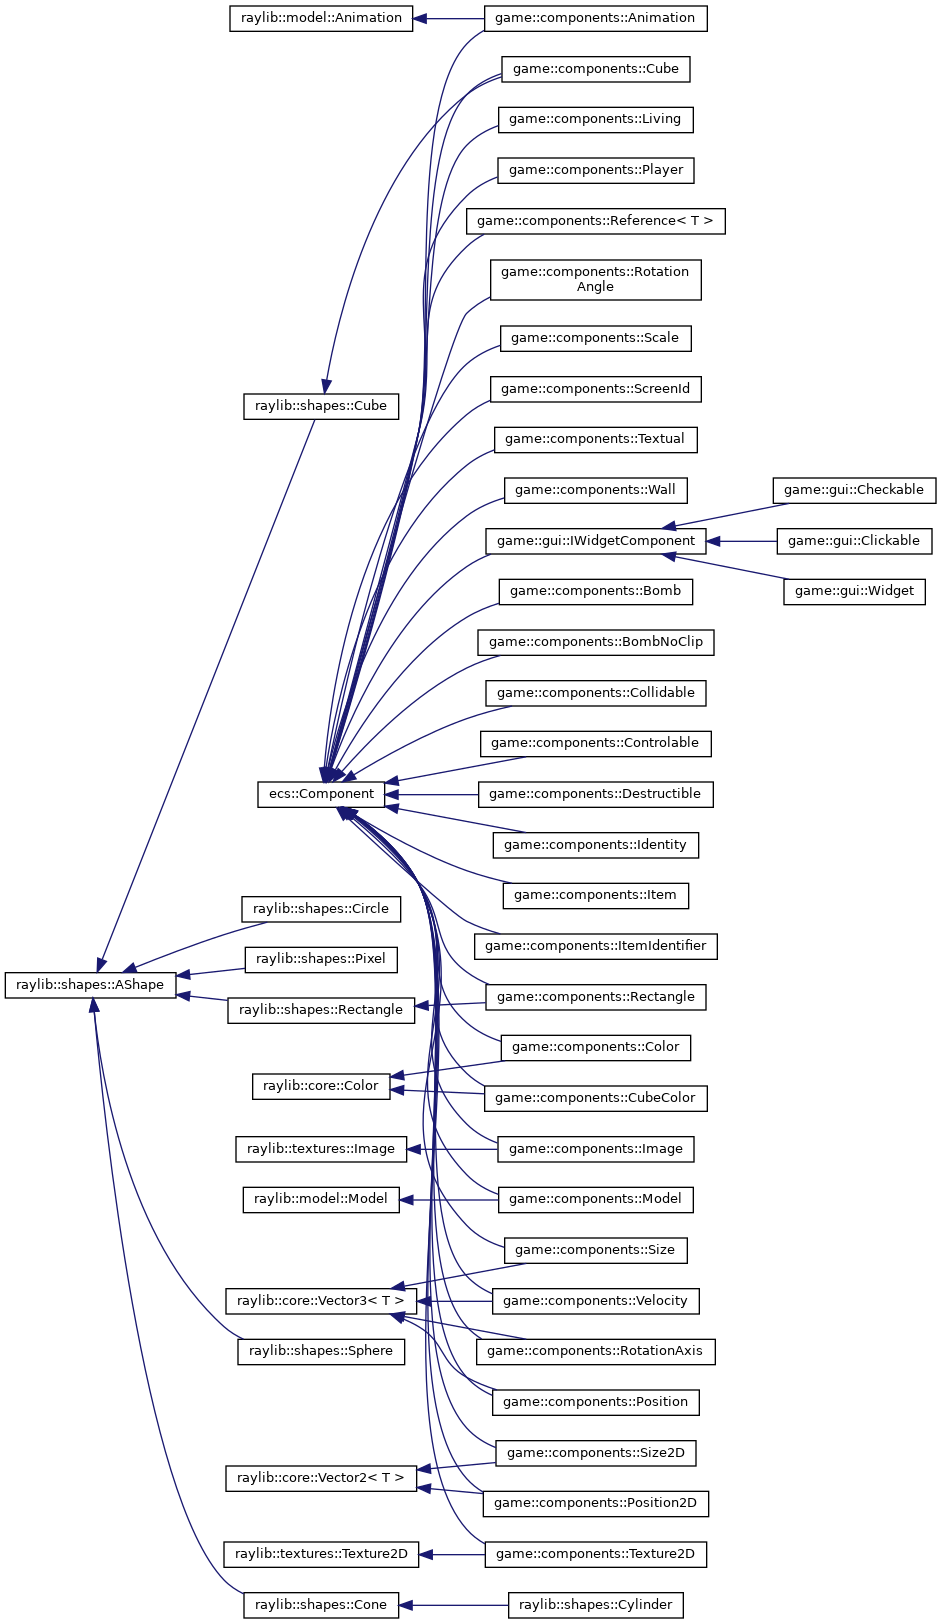 raylib::model::Animation
game::components::Animation
game::components::Cube
game::components::Living
game::components::Player
game::components::Reference< T >
game::components::Rotation
Angle
game::components::Scale
game::components::ScreenId
raylib::shapes::Cube
game::components::Textual
game::components::Wall
game::gui::Checkable
game::gui::IWidgetComponent
game::gui::Clickable
game::components::Bomb
game::gui::Widget
game::components::BombNoClip
game::components::Collidable
game::components::Controlable
ecs::Component
game::components::Destructible
game::components::Identity
game::components::Item
raylib::shapes::Circle
game::components::ItemIdentifier
raylib::shapes::Pixel
raylib::shapes::AShape
game::components::Rectangle
raylib::shapes::Rectangle
game::components::Color
raylib::core::Color
game::components::CubeColor
raylib::textures::Image
game::components::Image
raylib::model::Model
game::components::Model
game::components::Size
raylib::core::Vector3< T >
game::components::Velocity
raylib::shapes::Sphere
game::components::RotationAxis
game::components::Position
game::components::Size2D
raylib::core::Vector2< T >
game::components::Position2D
raylib::textures::Texture2D
game::components::Texture2D
raylib::shapes::Cone
raylib::shapes::Cylinder